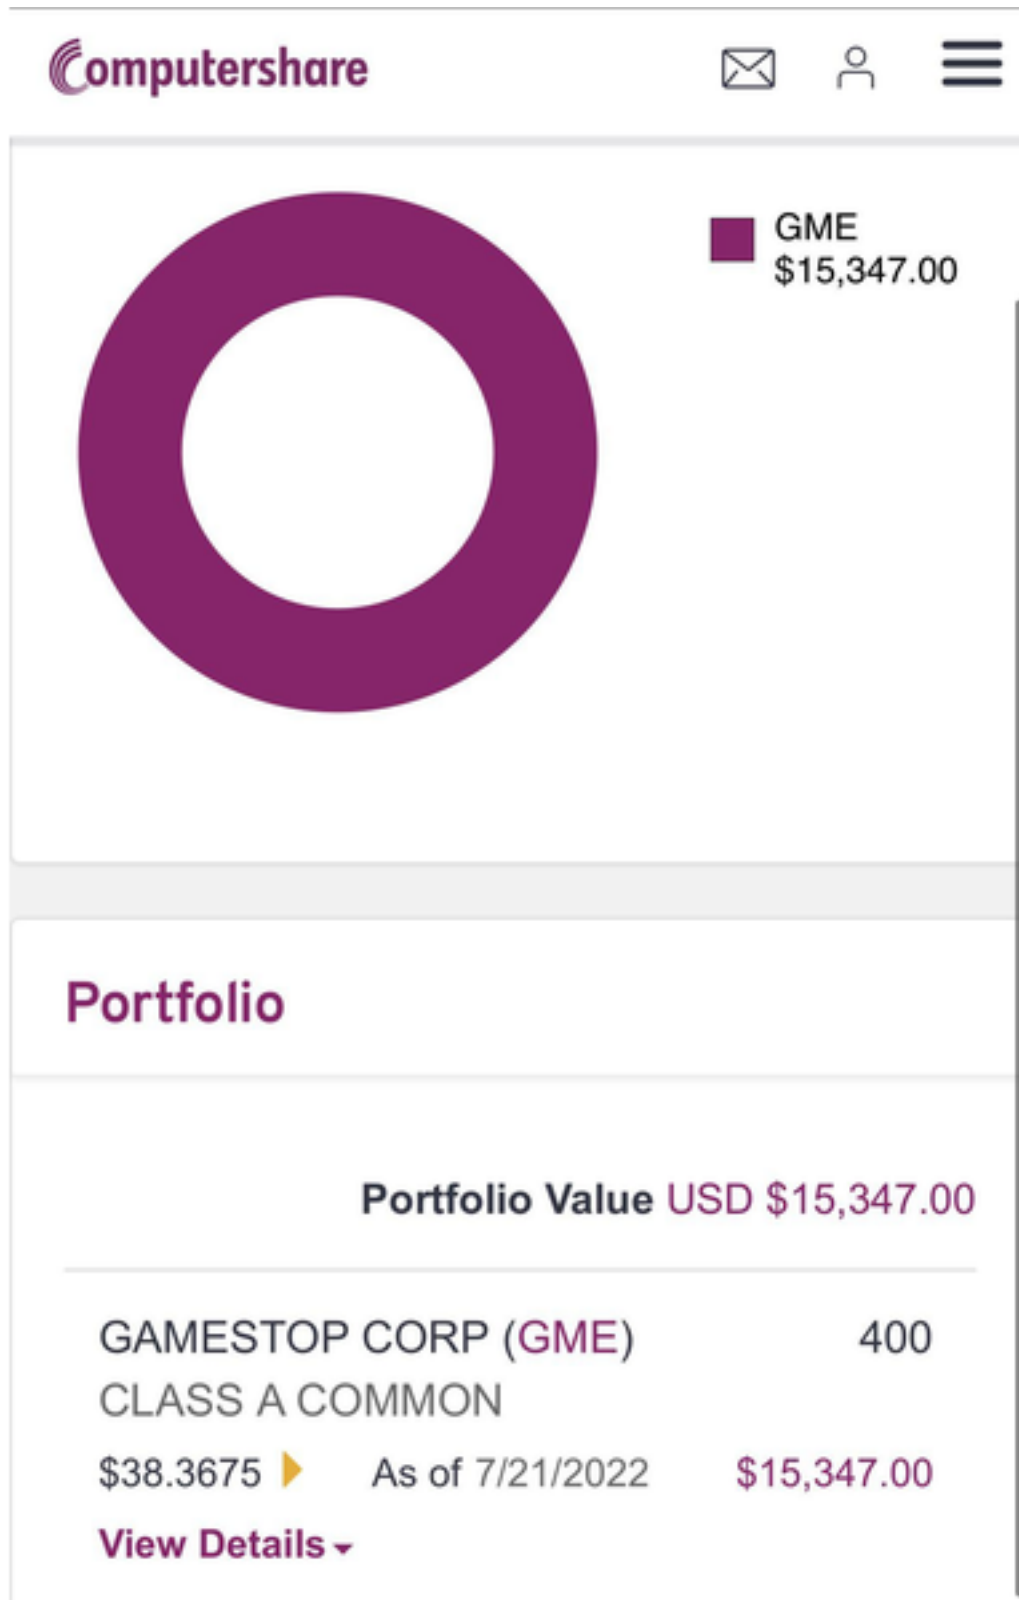 Computershare
GME
$15,347.00
Portfolio
Portfolio Value USD $15,347.00
GAMESTOP CORP (GME) 400
CLASS A COMMON
$38.3675 As of 7/21/2022 $15,347.00
View Details